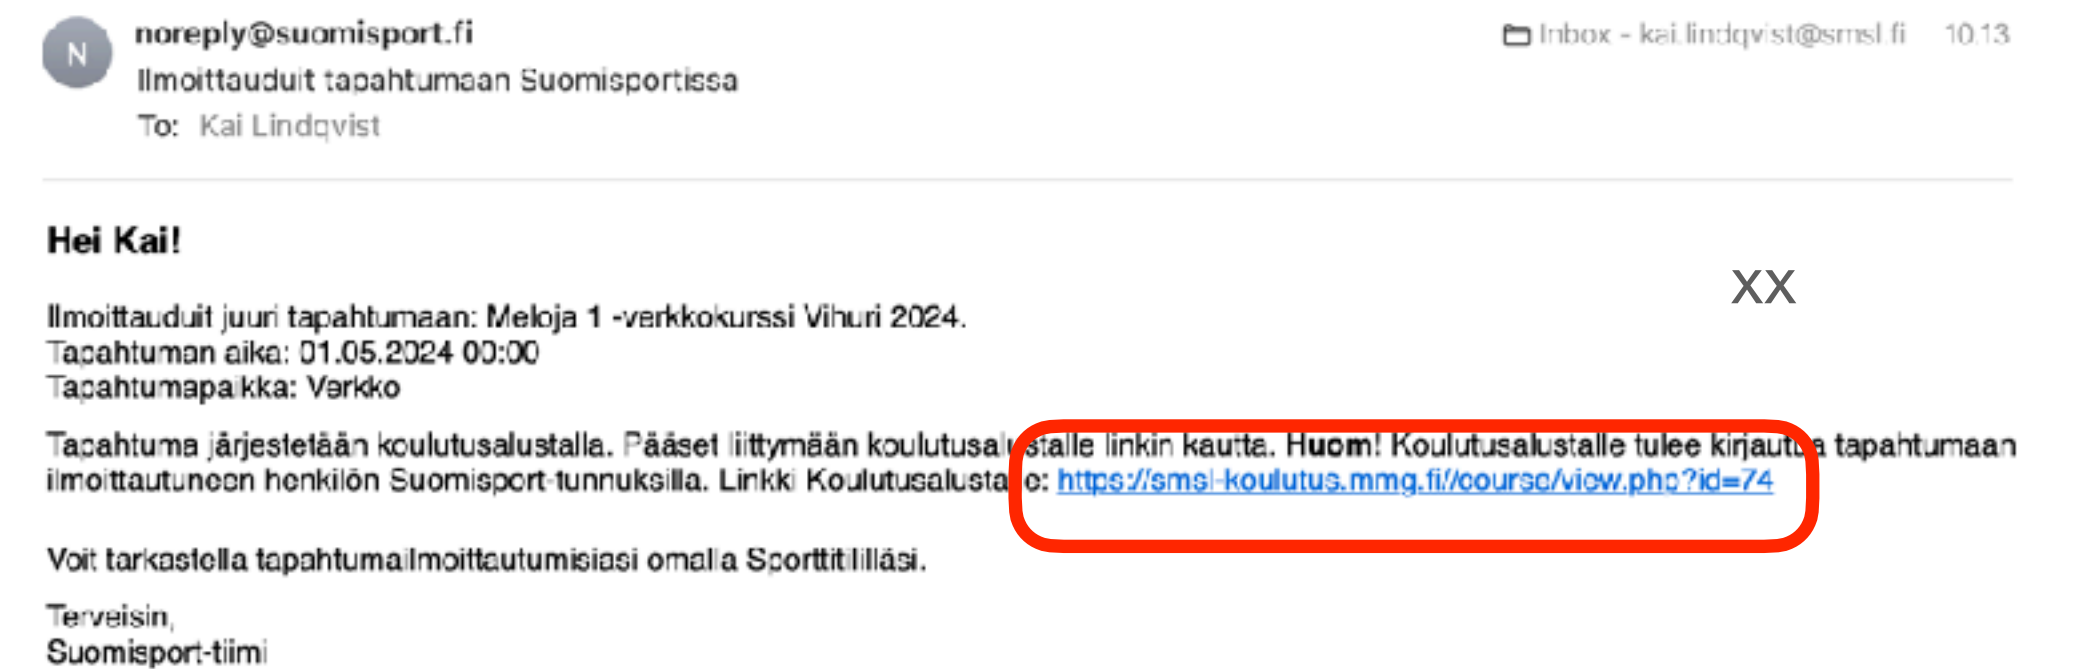 N
noreply@suomisport.fi
Inbox - kai.lindqvist@smsl.fi 10.13
Ilmoittauduit tapahtumaan Suomisportissa
To: Kai Lindqvist
Hei Kai!
XX
Ilmoittauduit juuri tapahtumaan: Meloja 1 -verkkokurssi Vihuri 2024.
Tapahtuman aika: 01.05.2024 00:00
Tapahtumapaikka: Verkko
Tapahtuma järjestetään koulutusalustalla. Pääset liittymään koulutusalustalle linkin kautta. Huom! Koulutusalustalle tulee kirjautua tapahtumaan
ilmoittautuneen henkilön Suomisport-tunnuksilla. Linkki Koulutusalustalle: https://smsl-koulutus.mmg.fi//course/view.php?id=74
Voit tarkastella tapahtumailmoittautumisiasi omalla Sporttitililläsi.
Terveisin,
Suomisport-tiimi